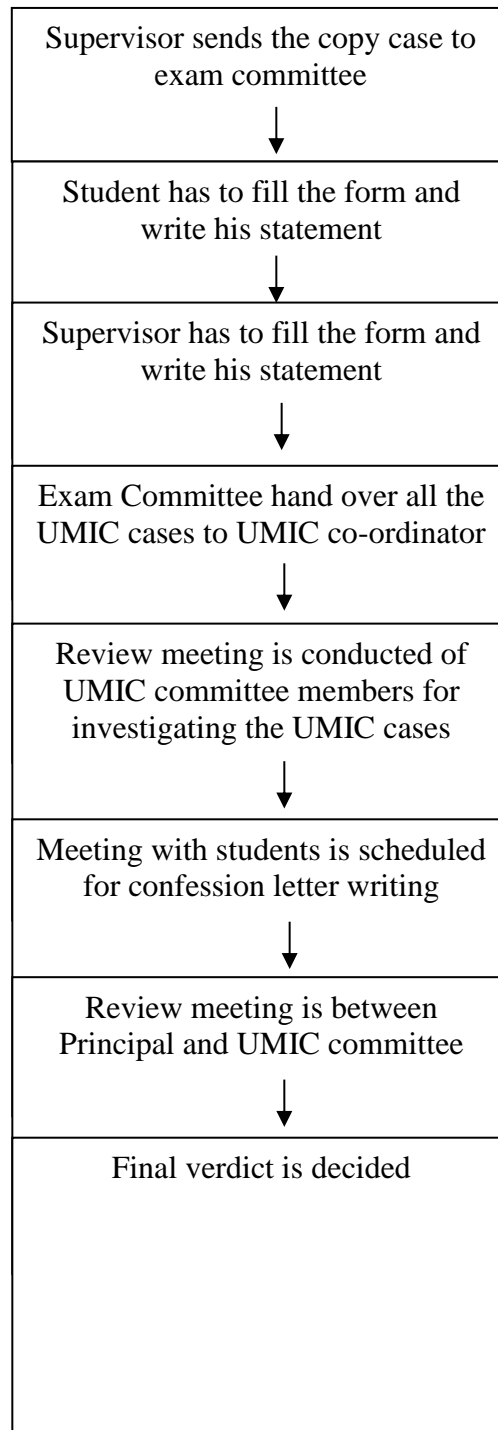 Supervisor sends the copy case to
exam committee
Student has to fill the form and
write his statement
Supervisor has to fill the form and
write his statement
Exam Committee hand over all the
UMIC cases to UMIC co-ordinator
Review meeting is conducted of
UMIC committee members for
investigating the UMIC cases
Meeting with students is scheduled
for confession letter writing
Review meeting is between
Principal and UMIC committee
Final verdict is decided